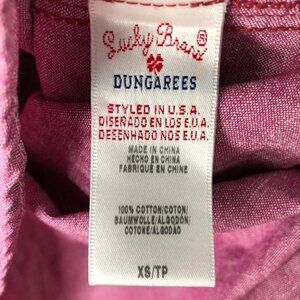 Lucky Brand®
DUNGAREES
STYLED IN U.S.A.
DISEÑADO EN LOS E.U.A.
DESENHADO NOS E.U.A.
MADE IN CHINA
HECHO EN CHINA
FABRIQUÉ EN CHINE
100% COTTON/COTON/
BAUMWOLLE/ALGODON/
COTONE/ALGODAO
XS/TP